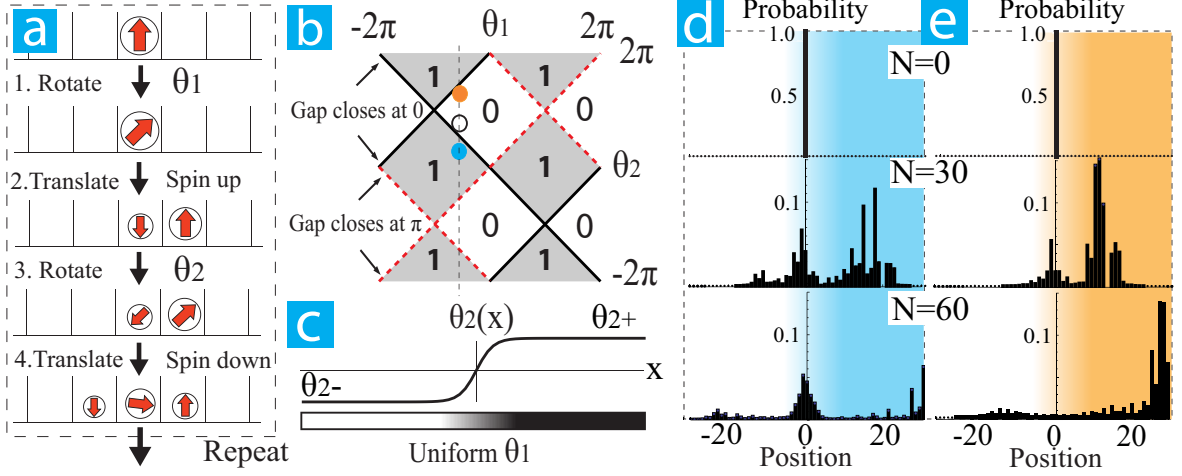 a
1. Rotate θ1
2.Translate Spin up
3. Rotate θ2
4.Translate Spin down
Repeat
b
-2π θ1 2π
2π
1 1
Gap closes at 0
0 0
1 1
θ2
Gap closes at π
0 0
1 1
-2π
c
θ2(x) θ2+
x
θ2-
Uniform θ1
d
Probability
1.0
N=0
0.5
N=30
0.1
N=60
0.1
-20 0 20
Position
e
Probability
1.0
0.5
0.1
0.1
-20 0 20
Position